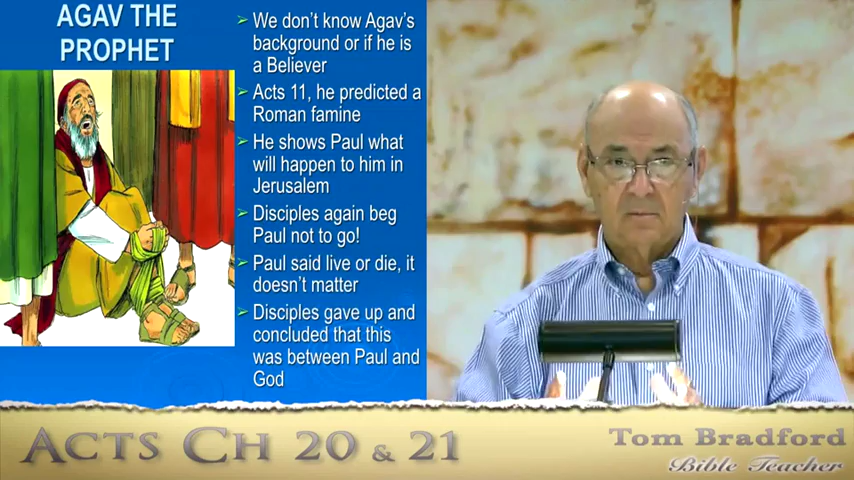 AGAV THE
PROPHET
➢ We don't know Agav's
background or if he is
a Believer
➢ Acts 11, he predicted a
Roman famine
➢ He shows Paul what
will happen to him in
Jerusalem
➢ Disciples again beg
Paul not to go!
➢ Paul said live or die, it
doesn't matter
➢ Disciples gave up and
concluded that this
was between Paul and
God
ACTS CH 20 & 21
Tom Bradford
Bible Teacher